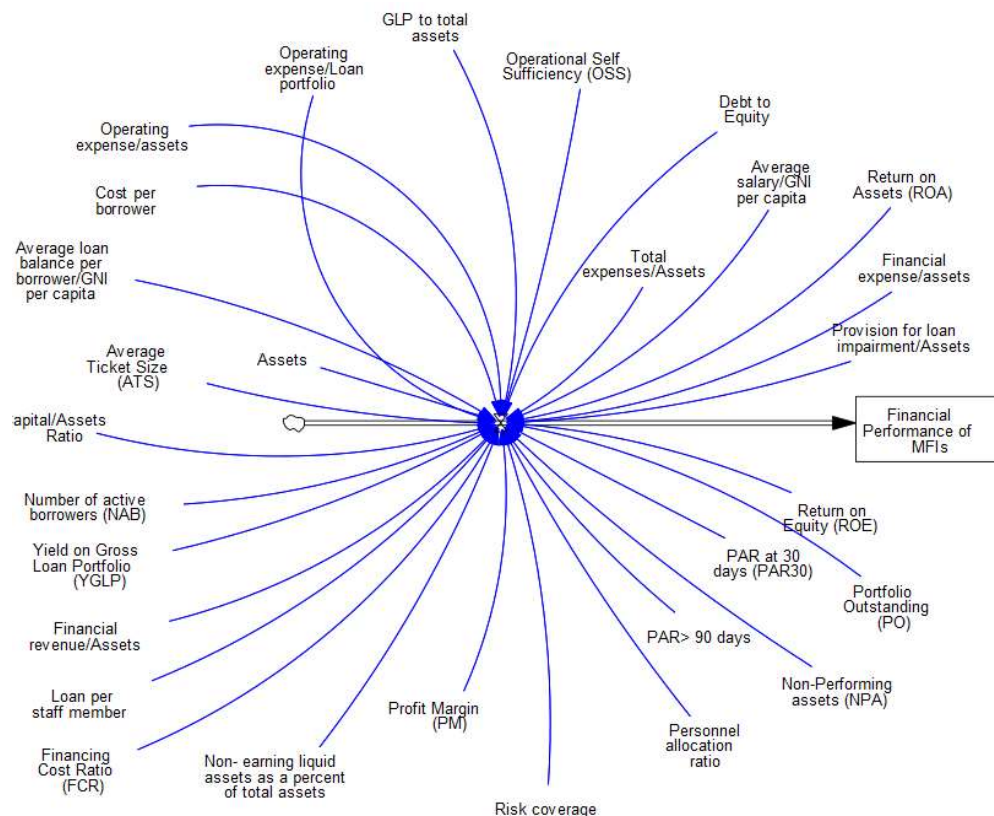 GLP to total
assets
Operating
expense/Loan
portfolio
Operational Self
Sufficiency (OSS)
Debt to
Equity
Operating
expense/assets
Average
salary/GNI
per capita
Return on
Assets (ROA)
Cost per
borrower
Average loan
balance per
borrower/GNI
per capita
Total
expenses/Assets
Financial
expense/assets
Provision for loan
impairment/Assets
Average
Ticket Size
(ATS)
Assets
apital/Assets
Ratio
Financial
Performance of
MFIs
Number of active
borrowers (NAB)
Return on
Equity (ROE)
Yield on Gross
Loan Portfolio
(YGLP)
PAR at 30
days (PAR30)
Portfolio
Outstanding
(PO)
Financial
revenue/Assets
PAR> 90 days
Non-Performing
assets (NPA)
Loan per
staff member
Profit Margin
(PM)
Personnel
allocation
ratio
Financing
Cost Ratio
(FCR)
Non- earning liquid
assets as a percent
of total assets
Risk coverage